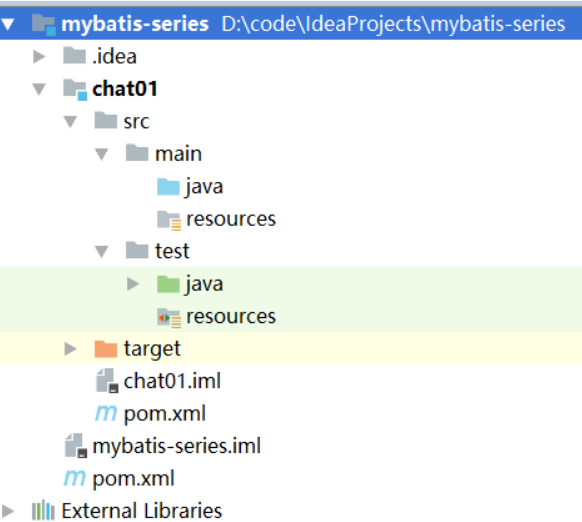 mybatis-series D:\code\IdeaProjects\mybatis-series
.idea
chat01
src
main
java
resources
test
java
resources
target
chat01.iml
m pom.xml
mybatis-series.iml
m pom.xml
External Libraries